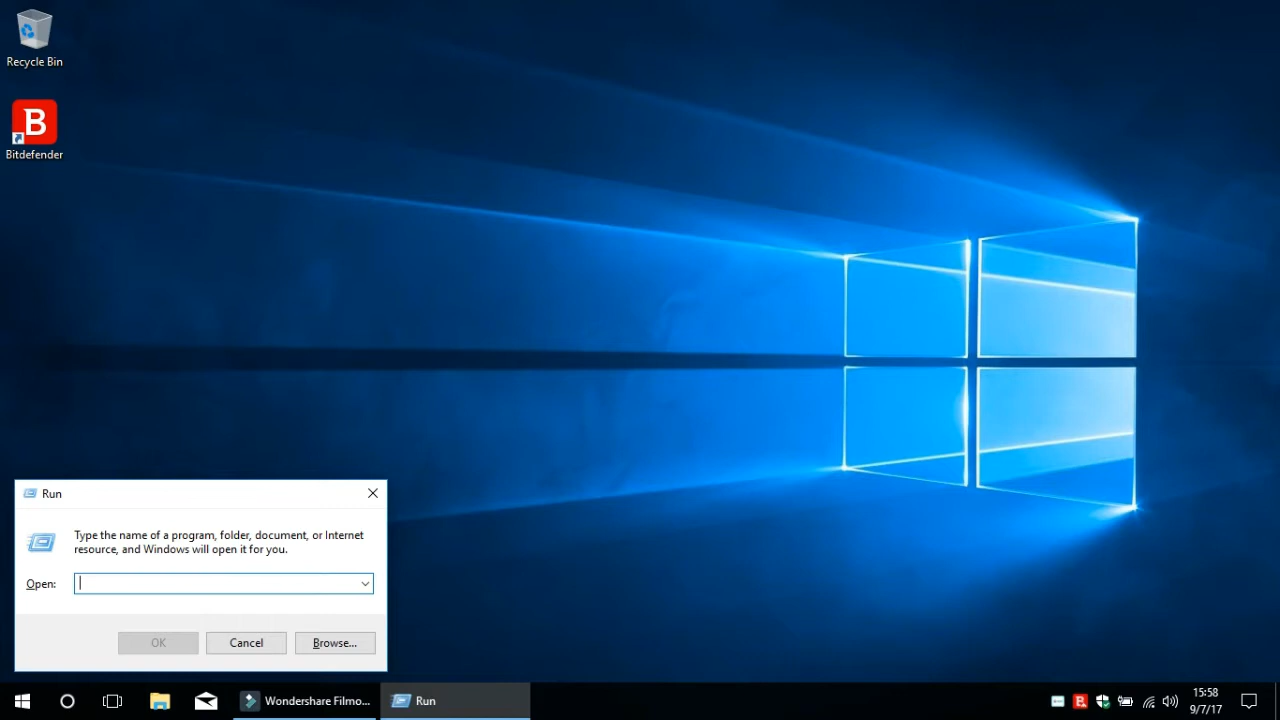 Recycle Bin
B
Bitdefender
Run
Type the name of a program, folder, document, or Internet
resource, and Windows will open it for you.
Open:
OK
Cancel
Browse...
Wondershare Filmo...
Run
B
15:58
9/7/17